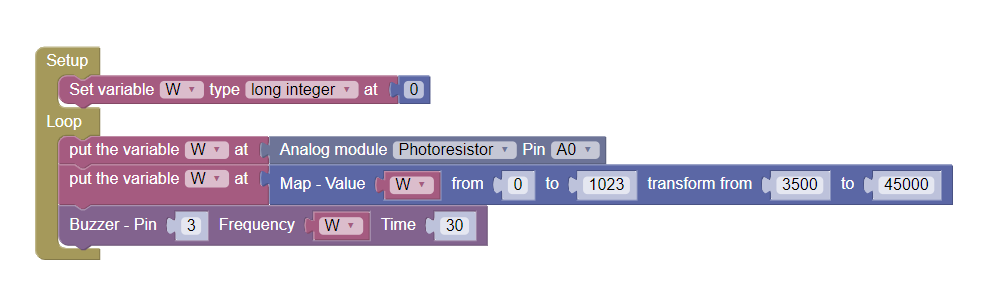 Setup
Set variable W type long integer at 0
Loop
put the variable W at Analog module Photoresistor Pin A0
put the variable W at Map - Value W from 0 to 1023 transform from 3500 to 45000
Buzzer - Pin 3 Frequency W Time 30